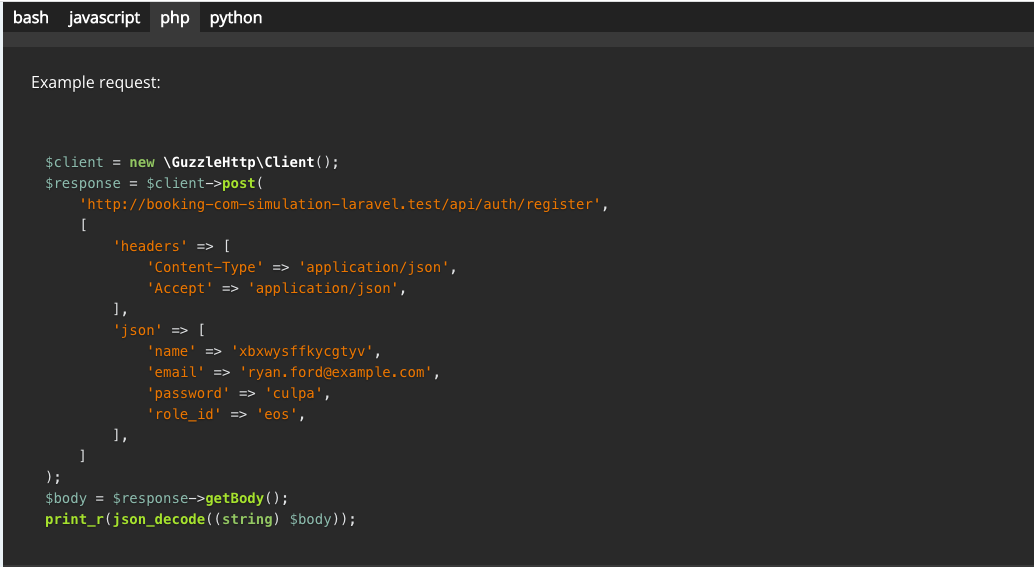 bash javascript php python
Example request:
$client = new \GuzzleHttp\Client();
$response = $client->post(
    'http://booking-com-simulation-laravel.test/api/auth/register',
    [
        'headers' => [
            'Content-Type' => 'application/json',
            'Accept' => 'application/json',
        ],
        'json' => [
            'name' => 'xbxwysffkycgtyv',
            'email' => 'ryan.ford@example.com',
            'password' => 'culpa',
            'role_id' => 'eos',
        ],
    ]
);
$body = $response->getBody();
print_r(json_decode((string) $body));